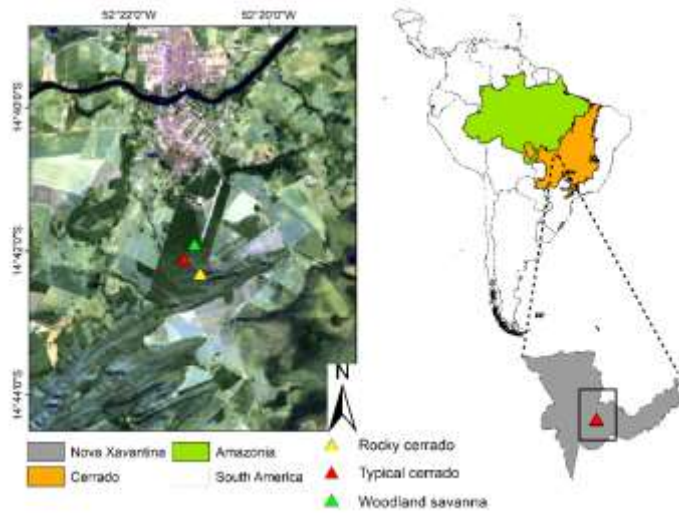 52°22'0"W
52°20'0"W
14°40'0"S
14°42'0"S
14°44'0"S
N
Nova Xavantina
Amazonia
Cerrado
South America
Rocky cerrado
Typical cerrado
Woodland savanna